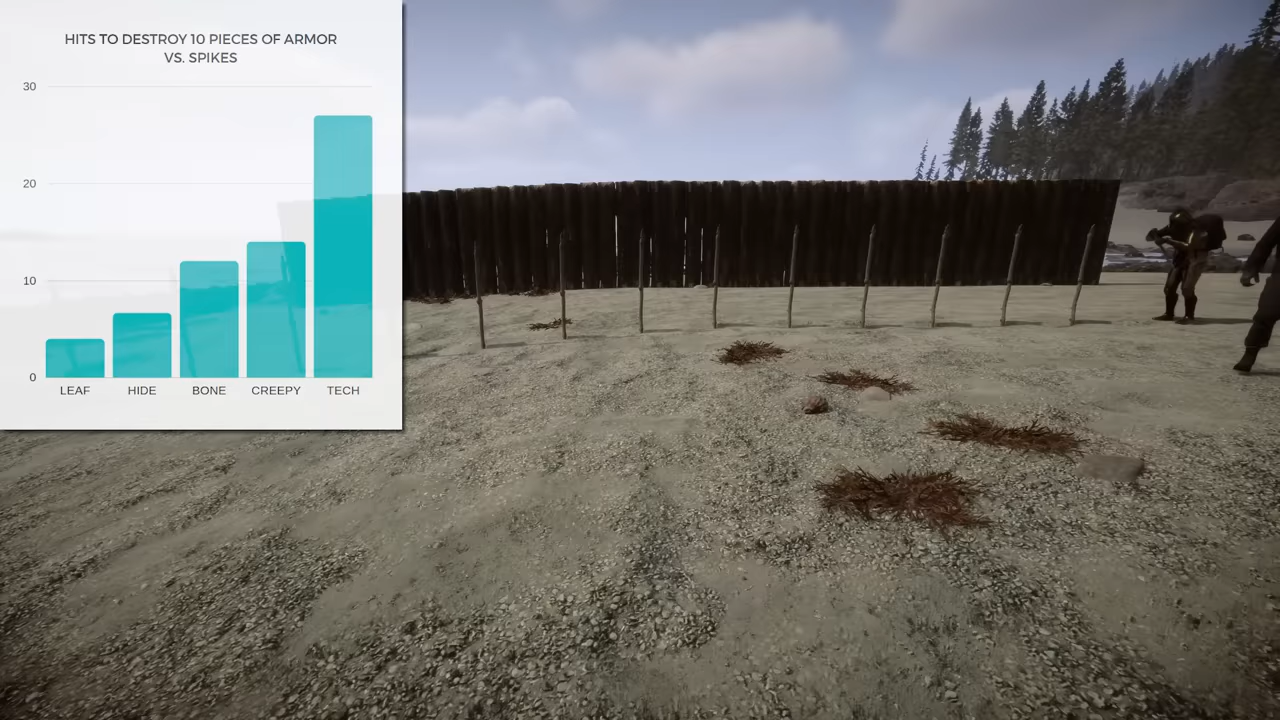 HITS TO DESTROY 10 PIECES OF ARMOR
VS. SPIKES
30
20
10
0
LEAF HIDE BONE CREEPY TECH